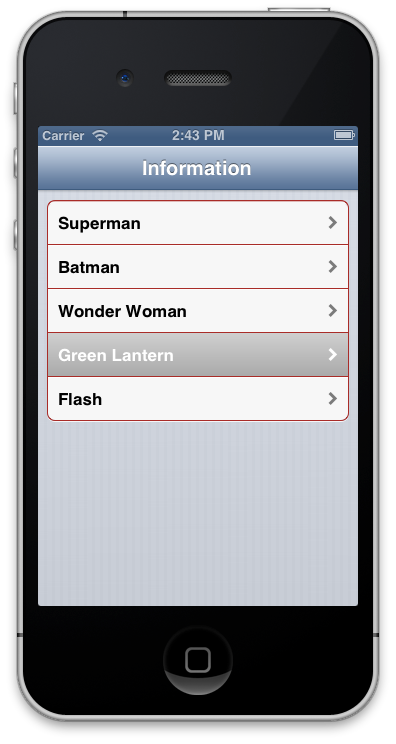 Carrier 2:43 PM
Information
Superman
Batman
Wonder Woman
Green Lantern
Flash